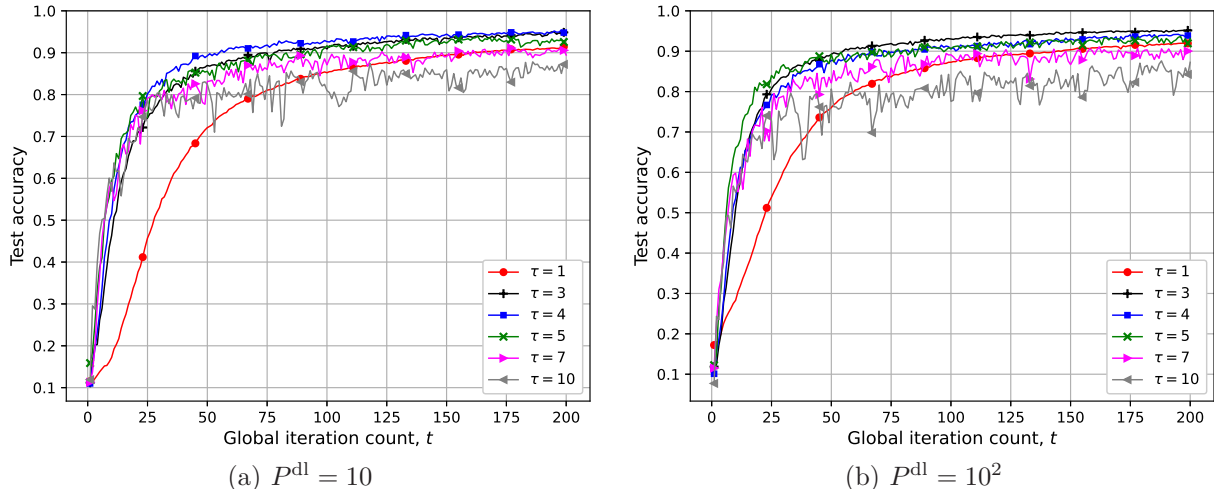 1.0
0.9
0.8
0.7
0.6
0.5
0.4
0.3
0.2
0.1
Test accuracy
0 25 50 75 100 125 150 175 200
Global iteration count, t
τ = 1
τ = 3
τ = 4
τ = 5
τ = 7
τ = 10
(a) P^dl = 10
1.0
0.9
0.8
0.7
0.6
0.5
0.4
0.3
0.2
0.1
Test accuracy
0 25 50 75 100 125 150 175 200
Global iteration count, t
τ = 1
τ = 3
τ = 4
τ = 5
τ = 7
τ = 10
(b) P^dl = 10^2